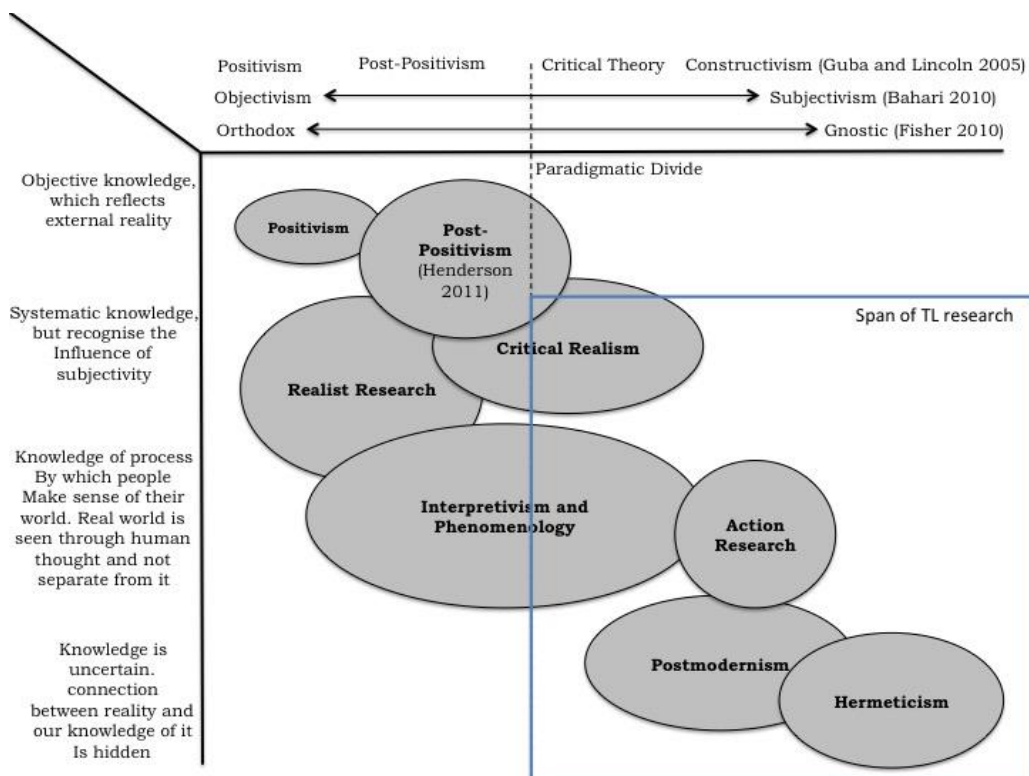 Positivism Post-Positivism Critical Theory Constructivism (Guba and Lincoln 2005)
Objectivism Subjectivism (Bahari 2010)
Orthodox Gnostic (Fisher 2010)
Paradigmatic Divide
Objective knowledge,
which reflects
external reality
Positivism
Post-
Positivism
(Henderson
2011)
Systematic knowledge,
but recognise the
Influence of
subjectivity
Span of TL research
Critical Realism
Realist Research
Knowledge of process
By which people
Make sense of their
world. Real world is
seen through human
thought and not
separate from it
Interpretivism and
Phenomenology
Action
Research
Knowledge is
uncertain.
connection
between reality and
our knowledge of it
Is hidden
Postmodernism
Hermeticism